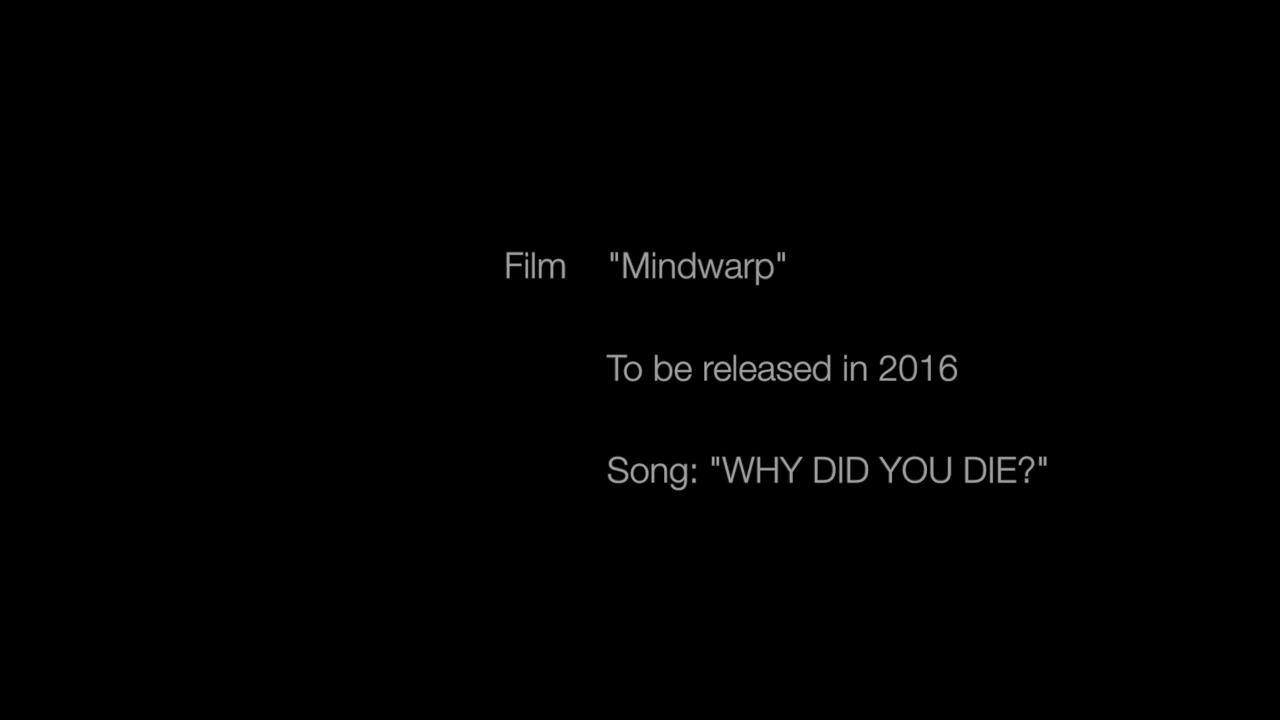 Film "Mindwarp"
To be released in 2016
Song: "WHY DID YOU DIE?"